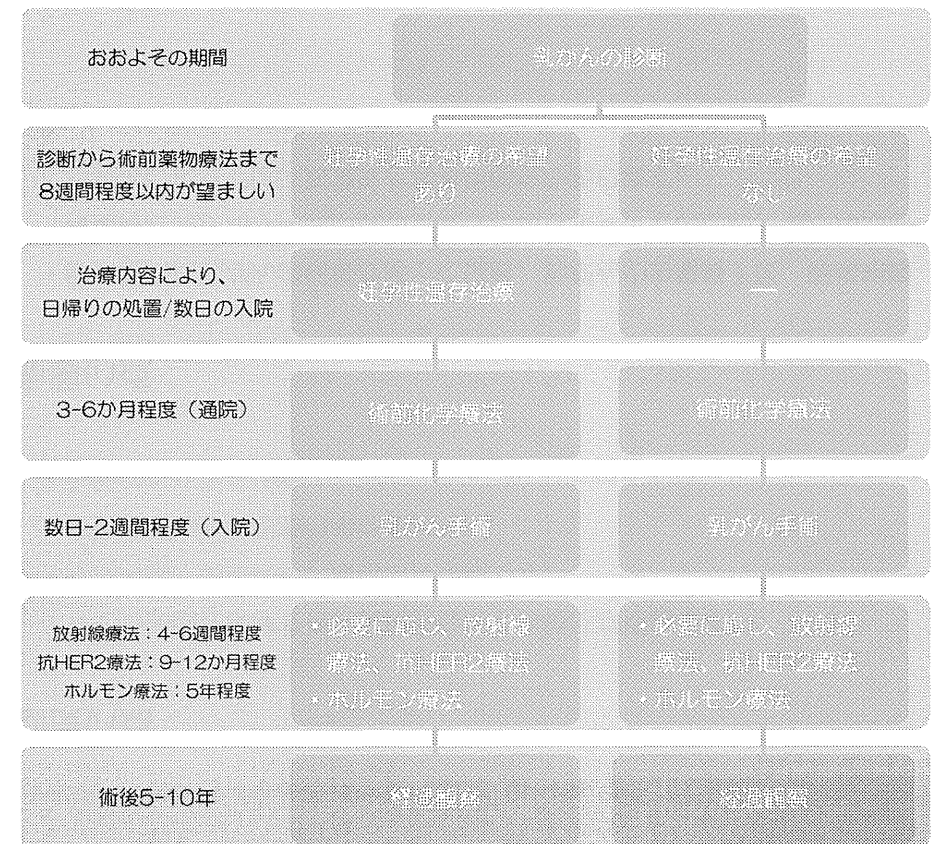 おおよその期間
乳がんの診断
診断から術前薬物療法まで
8週間程度以内が望ましい
妊孕性温存治療の希望
あり
妊孕性温存治療の希望
なし
治療内容により、
日帰りの処置/数日の入院
妊孕性温存治療
—
3-6か月程度（通院）
術前化学療法
術前化学療法
数日-2週間程度（入院）
乳がん手術
乳がん手術
放射線療法：4-6週間程度
抗HER2療法：9-12か月程度
ホルモン療法：5年程度
・必要に応じ、放射線
療法、抗HER2療法
・ホルモン療法
・必要に応じ、放射線
療法、抗HER2療法
・ホルモン療法
術後5-10年
経過観察
経過観察